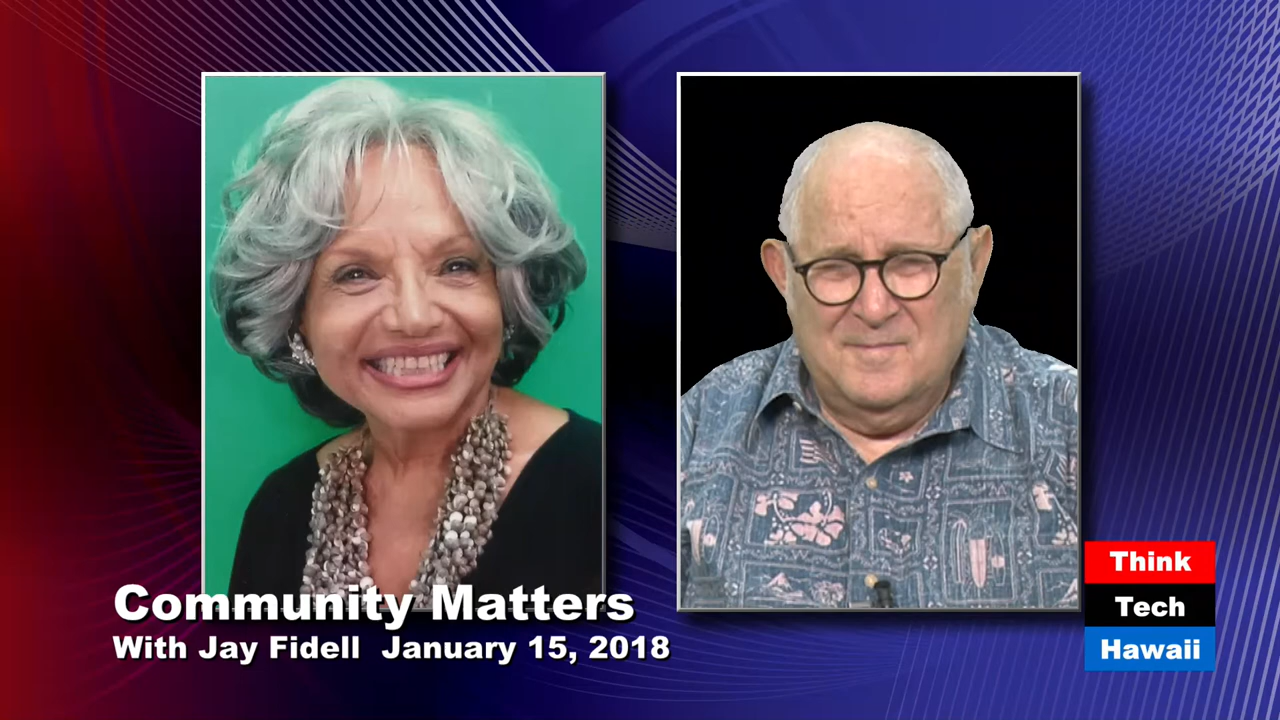 Community Matters
With Jay Fidell January 15, 2018
Think
Tech
Hawaii